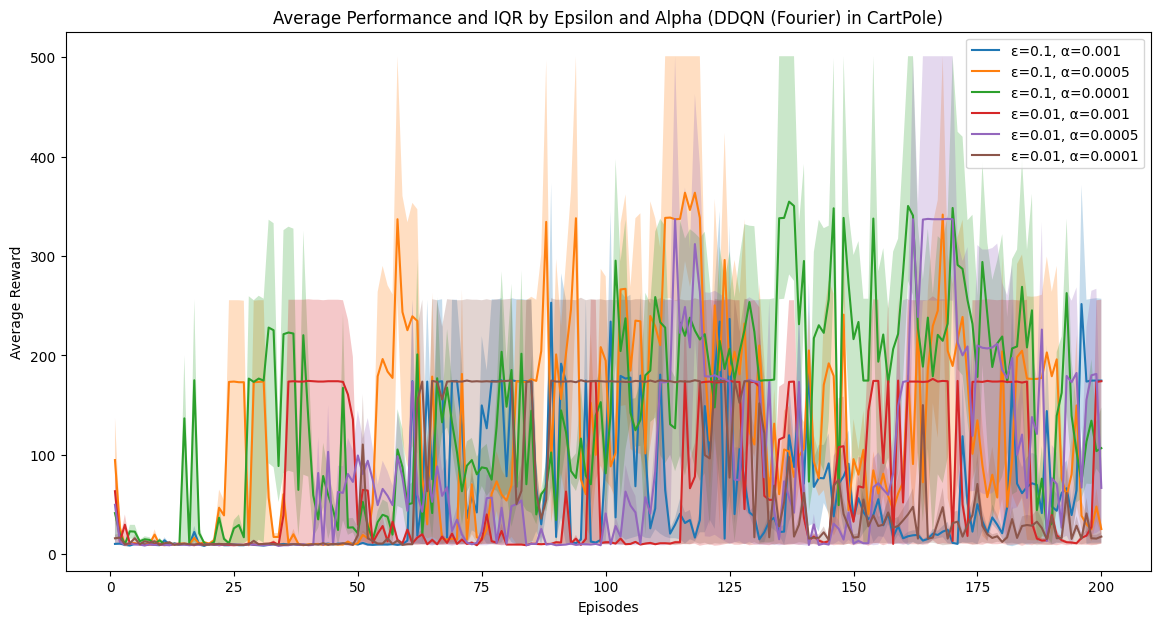 Average Performance and IQR by Epsilon and Alpha (DDQN (Fourier) in CartPole)
ε=0.1, α=0.001
ε=0.1, α=0.0005
ε=0.1, α=0.0001
ε=0.01, α=0.001
ε=0.01, α=0.0005
ε=0.01, α=0.0001
Average Reward
500
400
300
200
100
0
0 25 50 75 100 125 150 175 200
Episodes